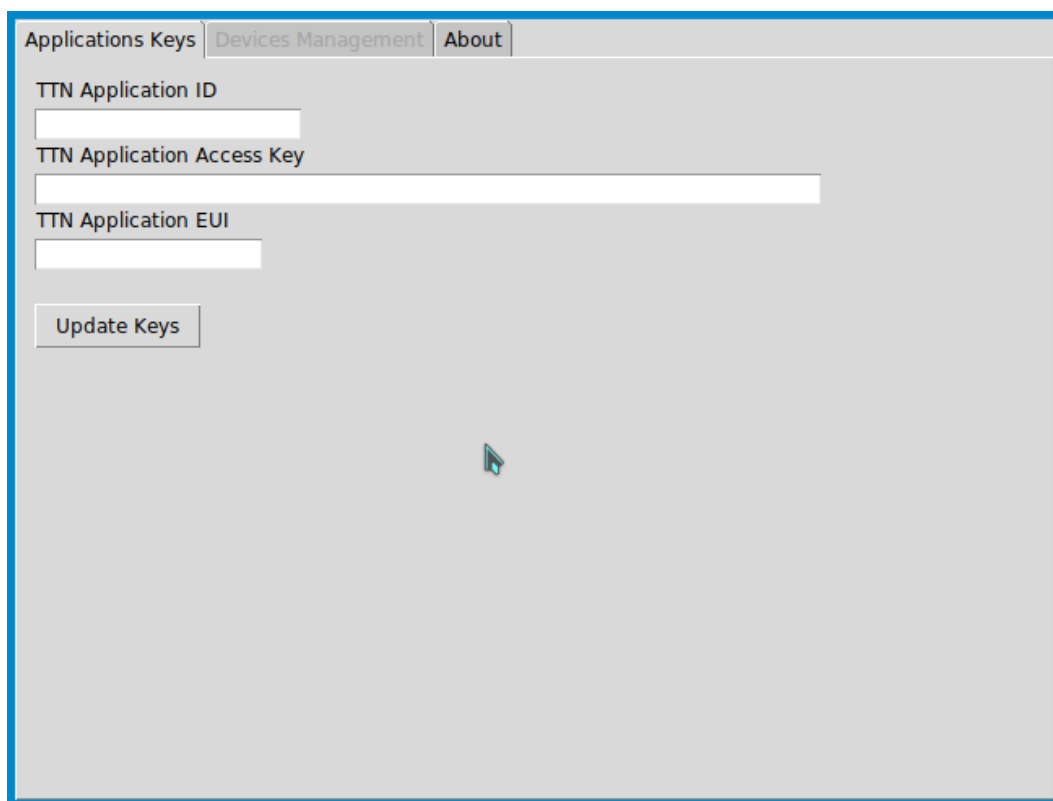 Applications Keys Devices Management About
TTN Application ID
TTN Application Access Key
TTN Application EUI
Update Keys